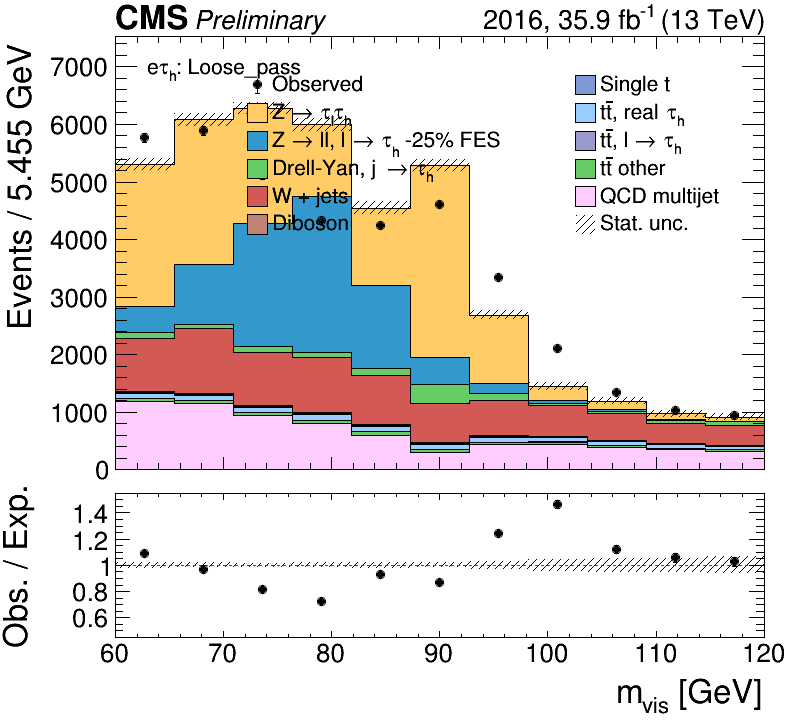 CMS Preliminary 2016, 35.9 fb⁻¹ (13 TeV)
Events / 5.455 GeV
7000
6000
5000
4000
3000
2000
1000
0
eτₕ: Loose_pass
Observed
Z → τₗτₕ
Z → ll, l → τₕ -25% FES
Drell-Yan, j → τₕ
W + jets
Diboson
Single t
tt̄, real τₕ
tt̄, l → τₕ
tt̄ other
QCD multijet
Stat. unc.
Obs. / Exp.
1.4
1.2
1
0.8
0.6
60 70 80 90 100 110 120
m_vis [GeV]